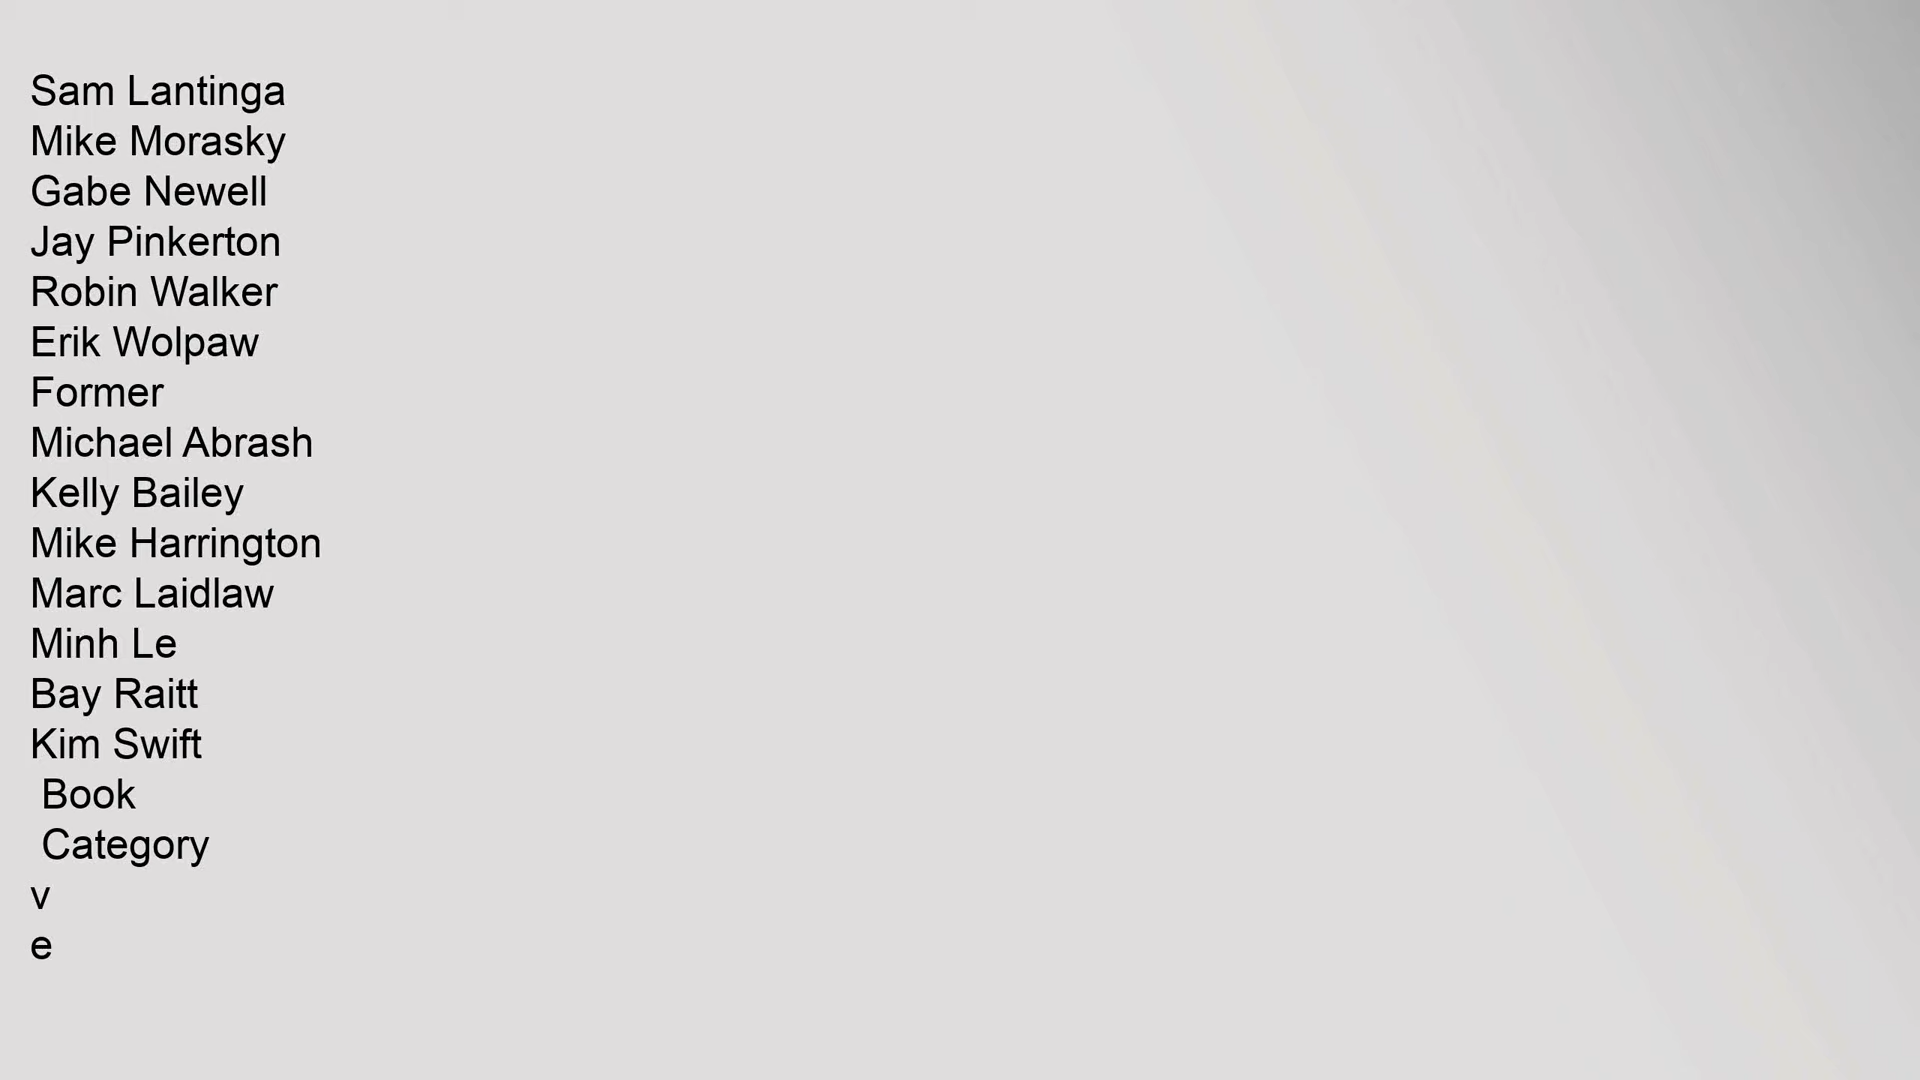 Sam Lantinga
Mike Morasky
Gabe Newell
Jay Pinkerton
Robin Walker
Erik Wolpaw
Former
Michael Abrash
Kelly Bailey
Mike Harrington
Marc Laidlaw
Minh Le
Bay Raitt
Kim Swift
Book
Category
v
e